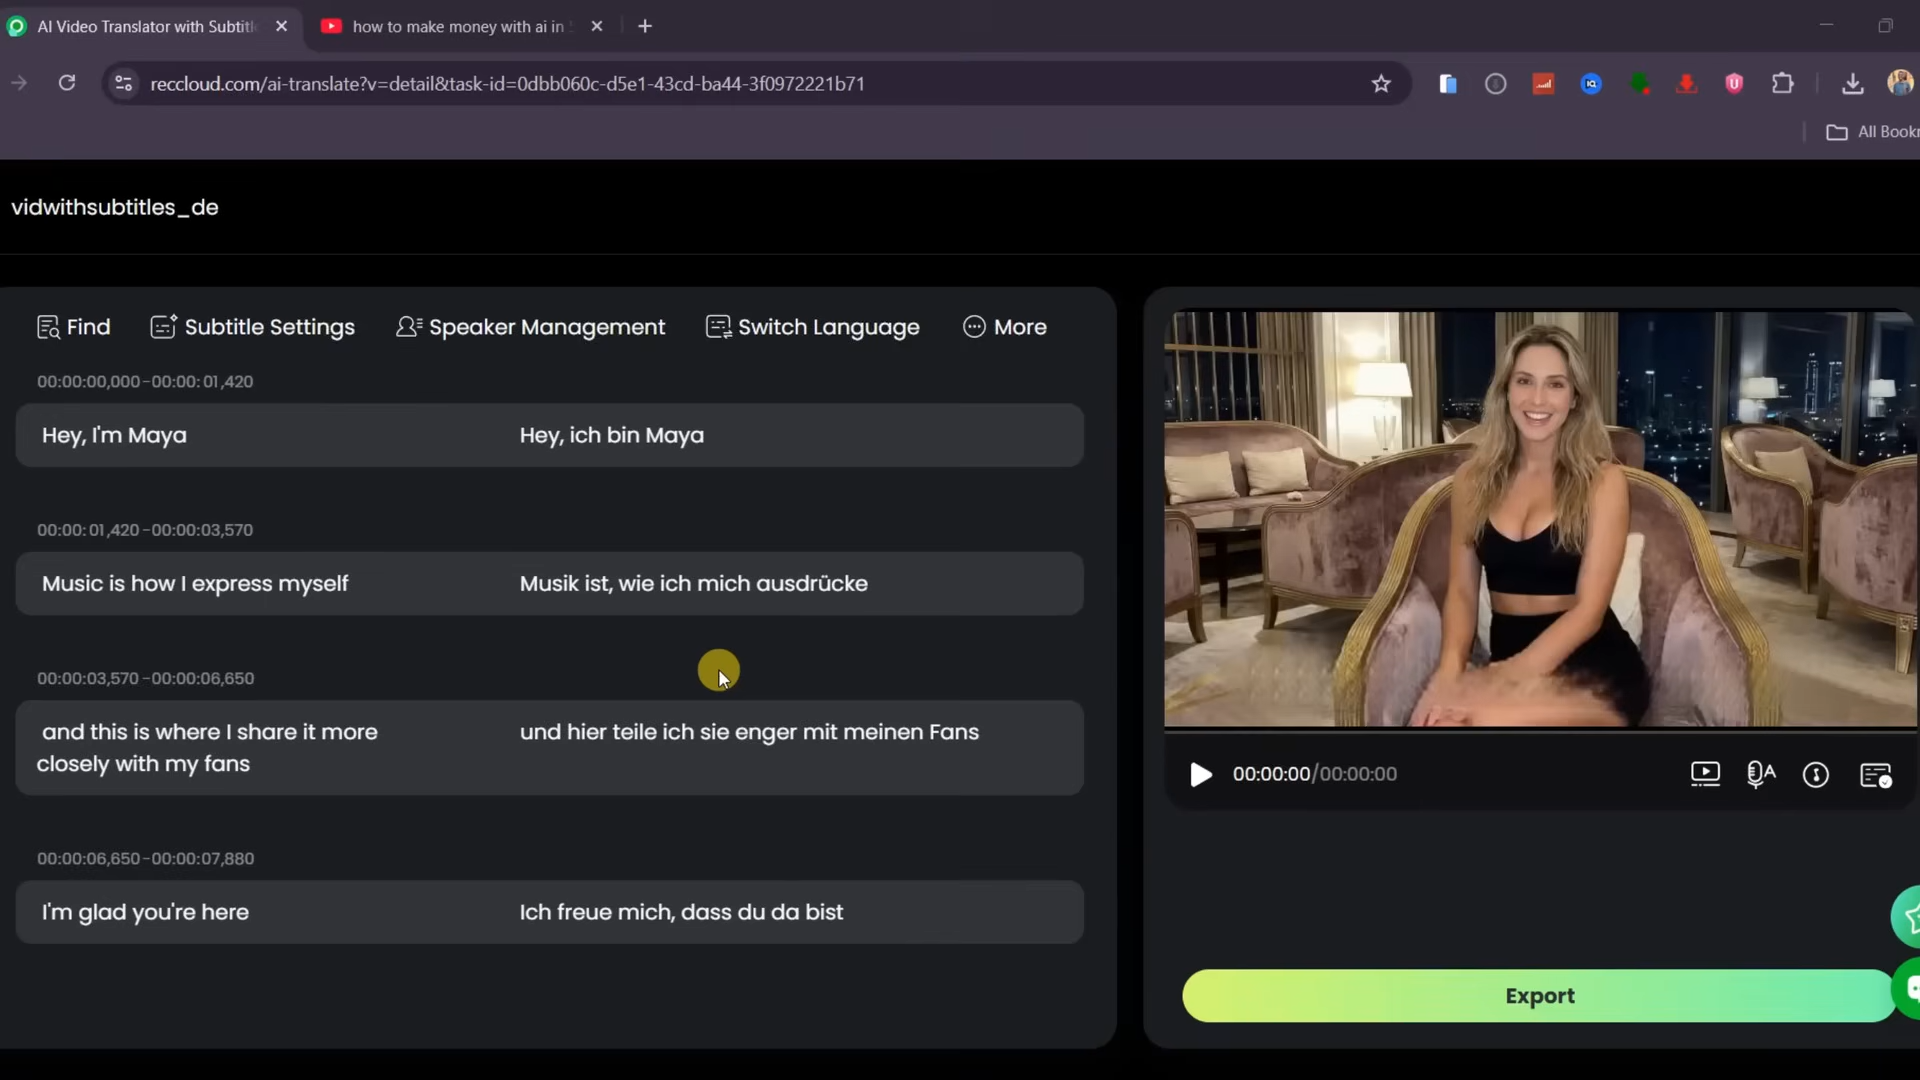 AI Video Translator with Subtitl
how to make money with ai in
reccloud.com/ai-translate?v=detail&task-id=0dbb060c-d5e1-43cd-ba44-3f0972221b71
All Bookr
vidwithsubtitles_de
Find Subtitle Settings Speaker Management Switch Language More
00:00:00,000-00:00:01,420
Hey, I'm Maya Hey, ich bin Maya
00:00:01,420-00:00:03,570
Music is how I express myself Musik ist, wie ich mich ausdrücke
00:00:03,570-00:00:06,650
and this is where I share it more und hier teile ich sie enger mit meinen Fans
closely with my fans
00:00:06,650-00:00:07,880
I'm glad you're here Ich freue mich, dass du da bist
00:00:00/00:00:00
Export